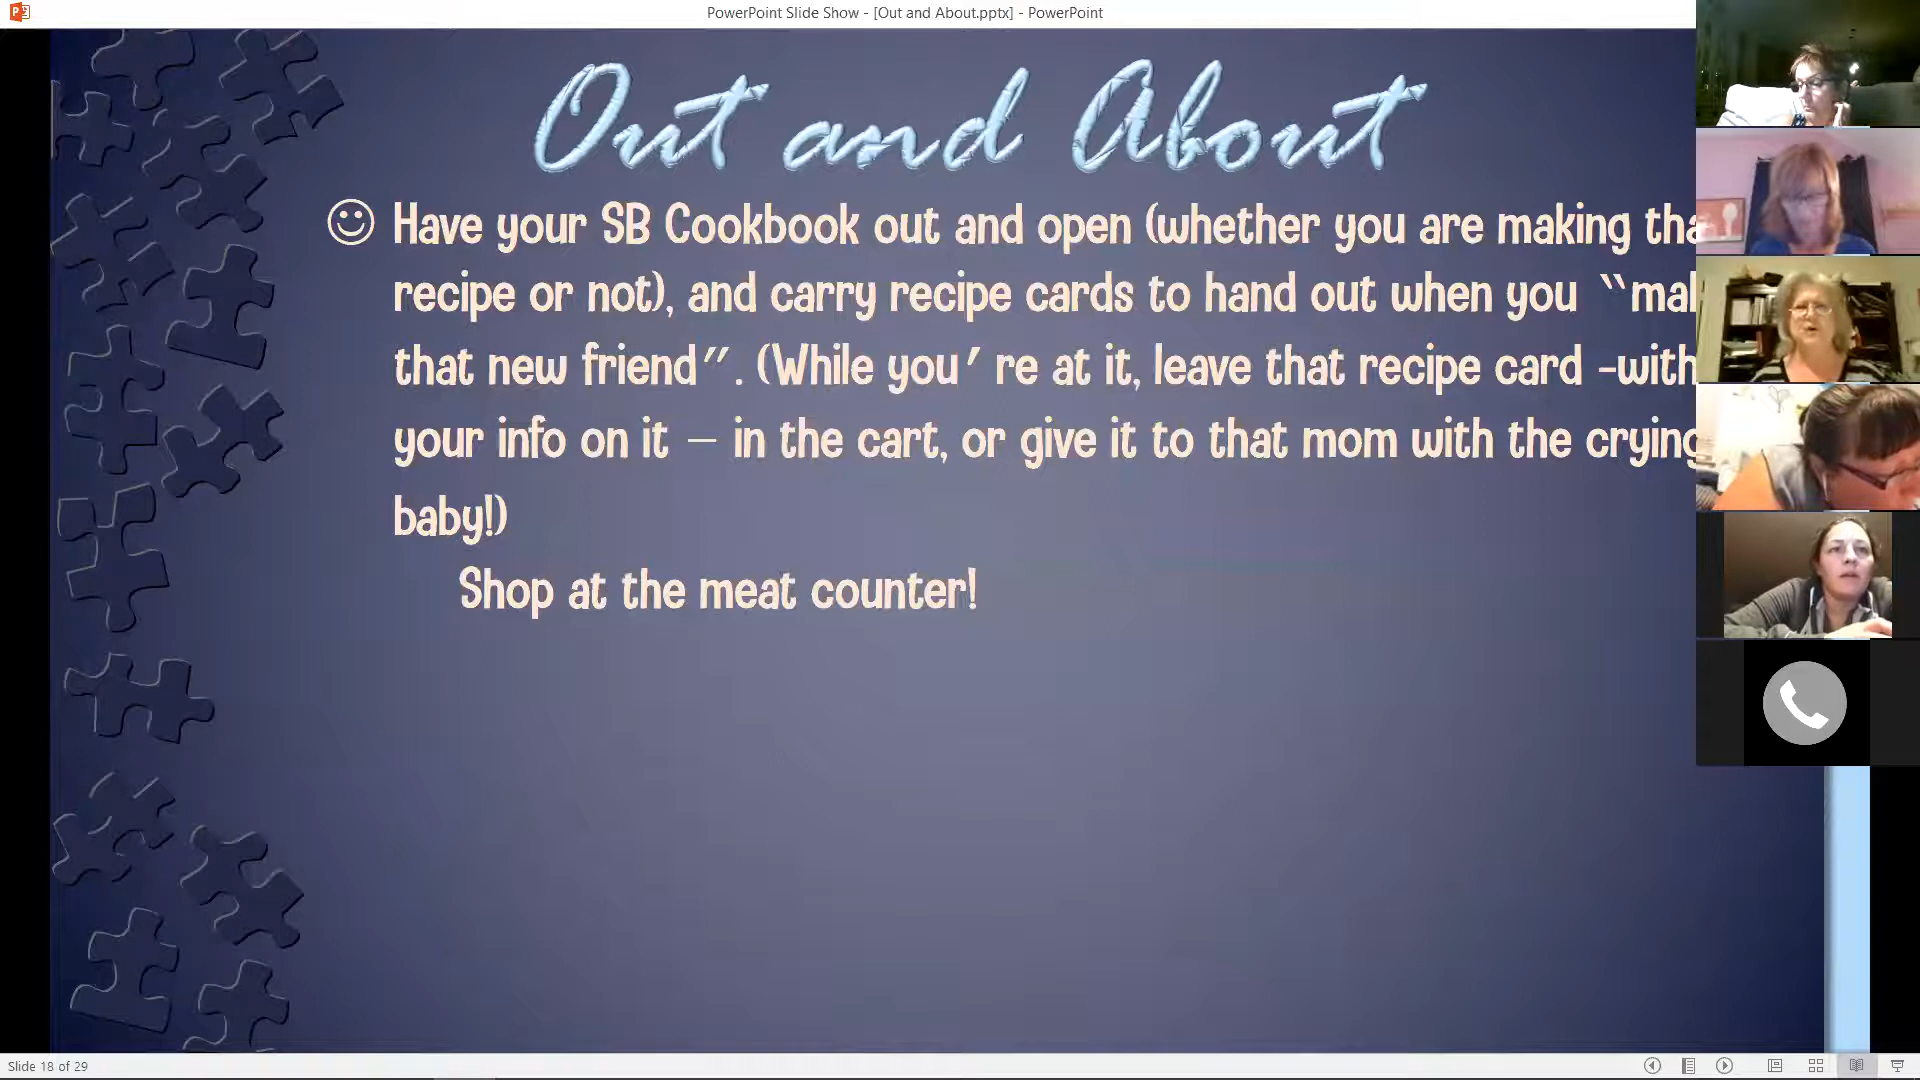 PowerPoint Slide Show - [Out and About.pptx] - PowerPoint
Out and About
Have your SB Cookbook out and open (whether you are making tha
recipe or not), and carry recipe cards to hand out when you “mak
that new friend”. (While you’ re at it, leave that recipe card -with
your info on it – in the cart, or give it to that mom with the crying
baby!)
Shop at the meat counter!
Slide 18 of 29